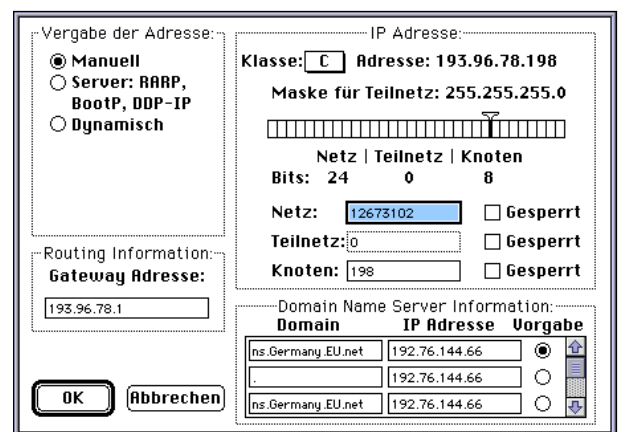 Vergabe der Adresse:
Manuell
Server: RARP,
BootP, DDP-IP
Dynamisch
Routing Information:
Gateway Adresse:
193.96.78.1
OK
Abbrechen
IP Adresse:
Klasse: C Adresse: 193.96.78.198
Maske für Teilnetz: 255.255.255.0
Netz | Teilnetz | Knoten
Bits: 24 0 8
Netz: 12673102 Gesperrt
Teilnetz: 0 Gesperrt
Knoten: 198 Gesperrt
Domain Name Server Information:
Domain IP Adresse Vorgabe
ns.Germany.EU.net 192.76.144.66
. 192.76.144.66
ns.Germany.EU.net 192.76.144.66